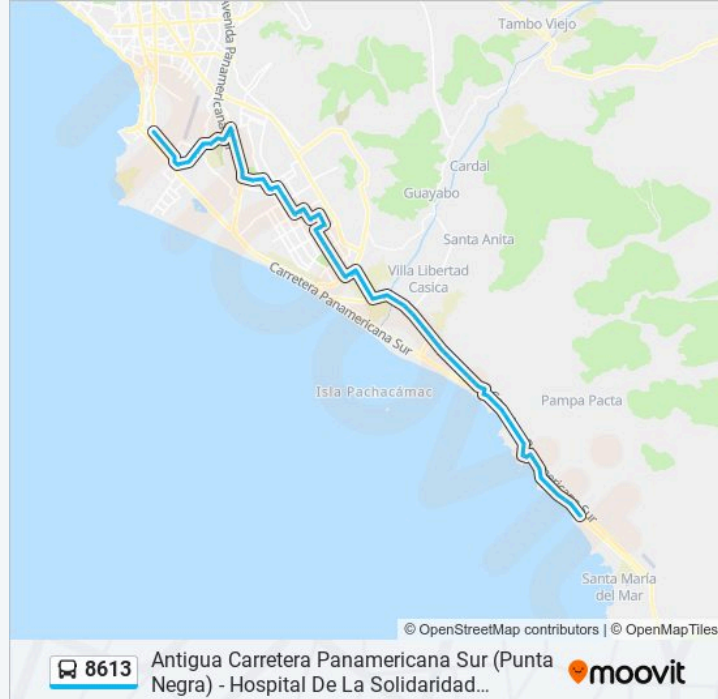 Avenida Panamericana
Tambo Viejo
Cardal
Guayabo
Santa Anita
Villa Libertad
Casica
Carretera Panamericana Sur
Isla Pachacámac
Pampa Pacta
Santa María
del Mar
© OpenStreetMap contributors | © OpenMapTiles
8613
Antigua Carretera Panamericana Sur (Punta
Negra) - Hospital De La Solidaridad...
moovit